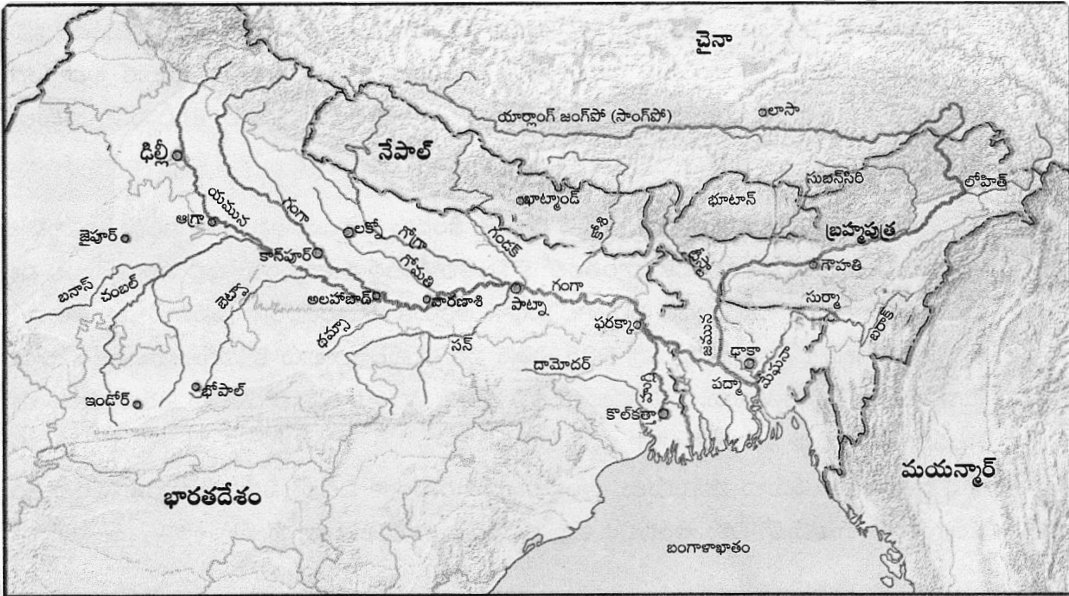 చైనా
యార్లాంగ్ జంగ్‌పో (సాంగ్‌పో)
లాసా
ఢిల్లీ
నేపాల్
సుబన్‌సిరి
లోహిత్
యమున
గంగా
ఖాట్మాండ్
భూటాన్
ఆగ్రా
లక్నో
గోగ్రా
గండక్
కోశి
బ్రహ్మపుత్ర
జైపూర్
కాన్‌పూర్
గోమతి
తీస్తా
గౌహతి
బనాస్
చంబల్
బెట్వా
అలహాబాద్
వారణాశి
పాట్నా
గంగా
సుర్మా
బరాక్
ఫరక్కా
జమున
ధమ్సా
సన్
ఢాకా
మేఘనా
దామోదర్
పద్మా
ఇండోర్
భోపాల్
కొల్‌కత్తా
భారతదేశం
మయన్మార్
బంగాళాఖాతం